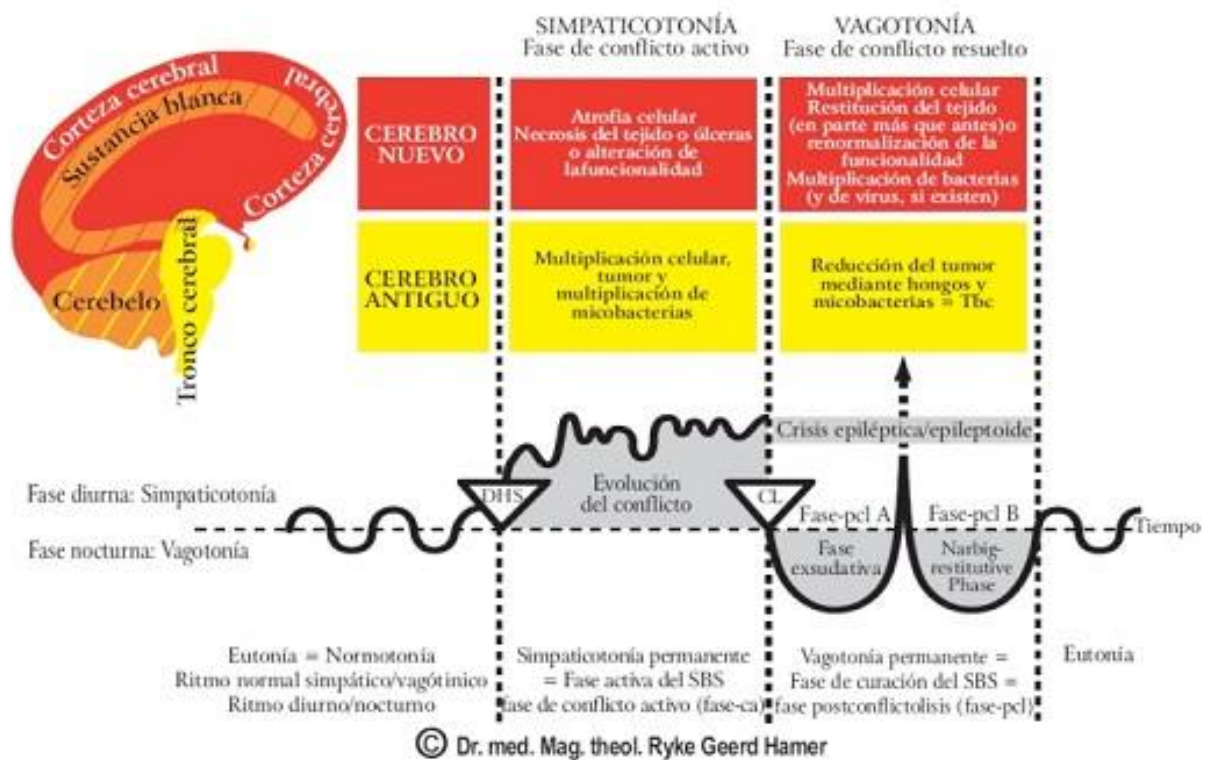 SIMPATICOTONÍA
Fase de conflicto activo
VAGOTONÍA
Fase de conflicto resuelto
Corteza cerebral
Corteza cerebral
Corteza cerebral
Sustancia blanca
Cerebelo
Tronco cerebral
CEREBRO
NUEVO
Atrofia celular
Necrosis del tejido o úlceras
o alteración de
lafuncionalidad
Multiplicación celular
Restitución del tejido
(en parte más que antes)o
renormalización de la
funcionalidad
Multiplicación de bacterias
(y de virus, si existen)
CEREBRO
ANTIGUO
Multiplicación celular,
tumor y
multiplicación de
micobacterias
Reducción del tumor
mediante hongos y
micobacterias = Tbc
Crisis epiléptica/epileptoide
Fase diurna: Simpaticotonía
Fase nocturna: Vagotonía
DHS
Evolución
del conflicto
CL
Fase-pcl A
Fase-pcl B
Tiempo
Fase
exsudativa
Narbig-
restitutive
Phase
Eutonía = Normotonía
Ritmo normal simpático/vagótinico
Ritmo diurno/nocturno
Simpaticotonía permanente
= Fase activa del SBS
fase de conflicto activo (fase-ca)
Vagotonía permanente =
Fase de curación del SBS =
fase postconflictolisis (fase-pcl)
Eutonía
© Dr. med. Mag. theol. Ryke Geerd Hamer